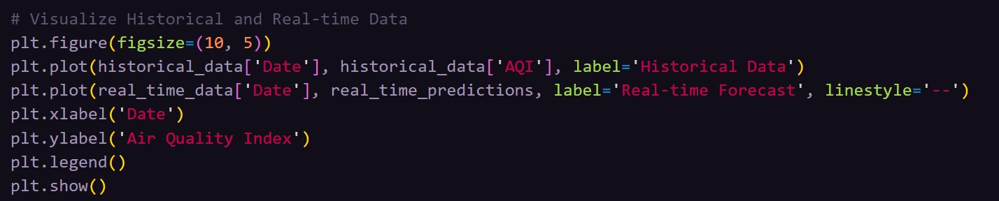 # Visualize Historical and Real-time Data
plt.figure(figsize=(10, 5))
plt.plot(historical_data['Date'], historical_data['AQI'], label='Historical Data')
plt.plot(real_time_data['Date'], real_time_predictions, label='Real-time Forecast', linestyle='--')
plt.xlabel('Date')
plt.ylabel('Air Quality Index')
plt.legend()
plt.show()